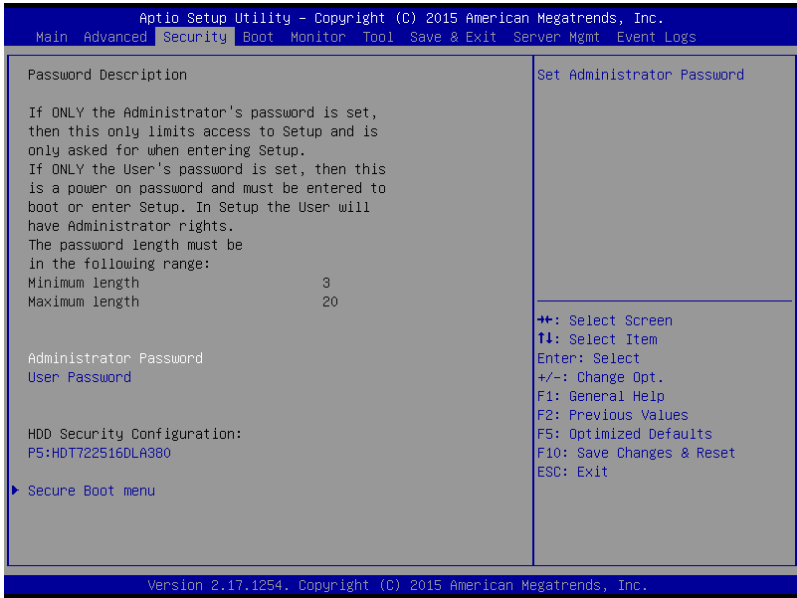 Aptio Setup Utility – Copyright (C) 2015 American Megatrends, Inc.
Main Advanced Security Boot Monitor Tool Save & Exit Server Mgmt Event Logs
Password Description
If ONLY the Administrator's password is set,
then this only limits access to Setup and is
only asked for when entering Setup.
If ONLY the User's password is set, then this
is a power on password and must be entered to
boot or enter Setup. In Setup the User will
have Administrator rights.
The password length must be
in the following range:
Minimum length 3
Maximum length 20
Administrator Password
User Password
HDD Security Configuration:
P5:HDT722516DLA380
Secure Boot menu
Set Administrator Password
→←: Select Screen
↑↓: Select Item
Enter: Select
+/-: Change Opt.
F1: General Help
F2: Previous Values
F5: Optimized Defaults
F10: Save Changes & Reset
ESC: Exit
Version 2.17.1254. Copyright (C) 2015 American Megatrends, Inc.